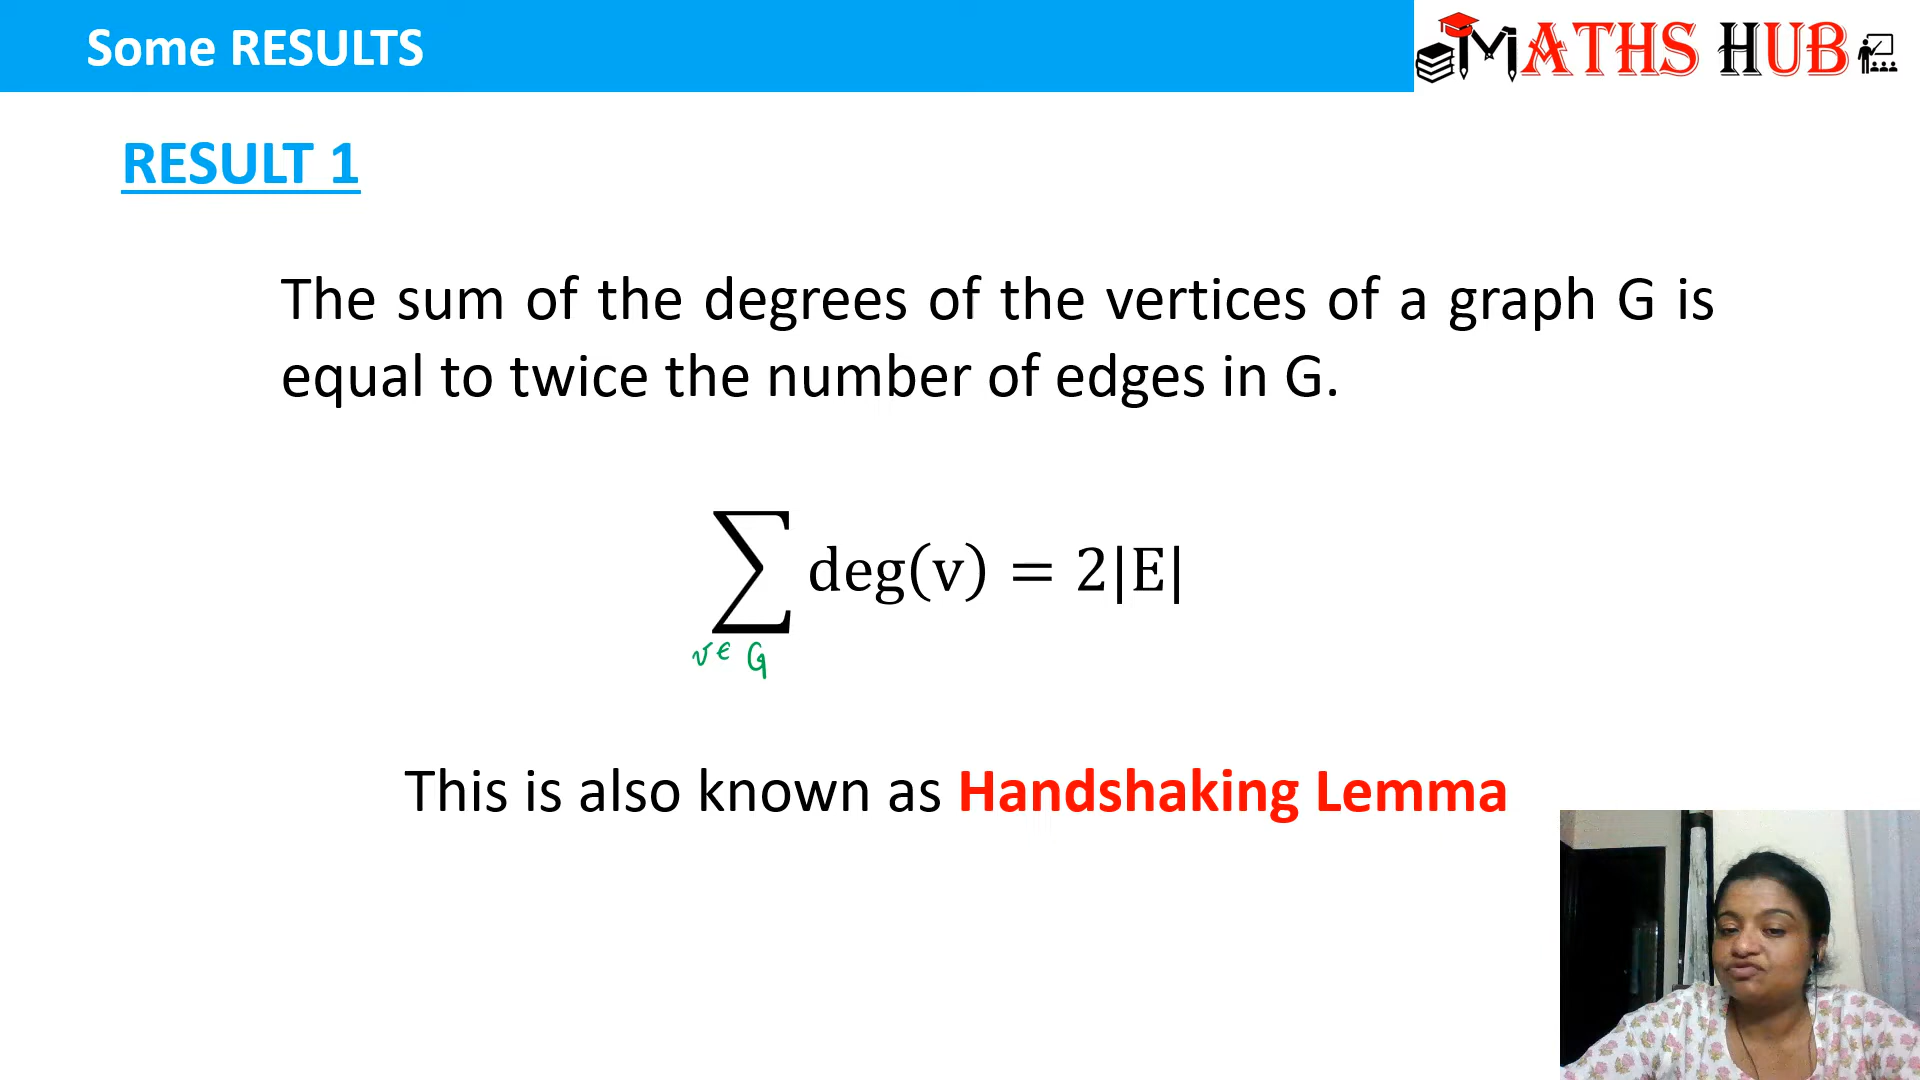 Some RESULTS
MATHS HUB
RESULT 1
The sum of the degrees of the vertices of a graph G is
equal to twice the number of edges in G.
∑ deg(v) = 2|E|
v ∈ G
This is also known as Handshaking Lemma